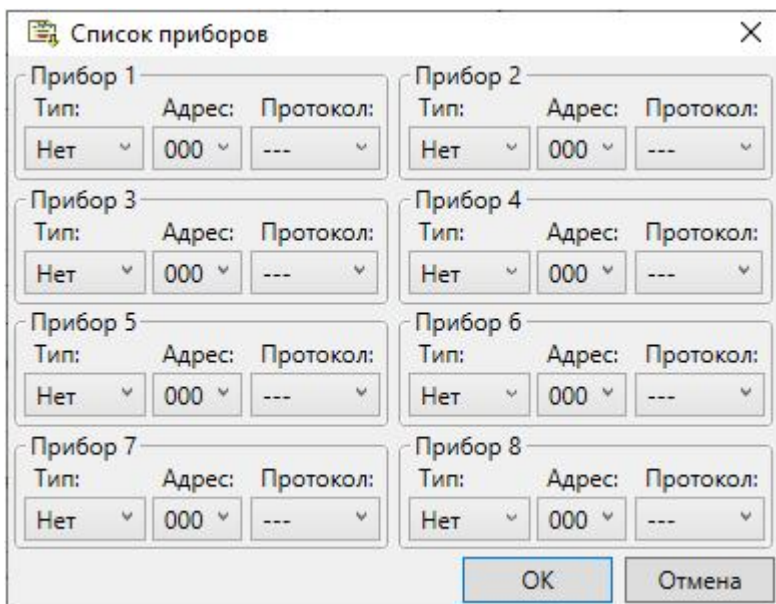 Список приборов
Прибор 1 Прибор 2
Тип: Адрес: Протокол: Тип: Адрес: Протокол:
Нет 000 --- Нет 000 ---
Прибор 3 Прибор 4
Тип: Адрес: Протокол: Тип: Адрес: Протокол:
Нет 000 --- Нет 000 ---
Прибор 5 Прибор 6
Тип: Адрес: Протокол: Тип: Адрес: Протокол:
Нет 000 --- Нет 000 ---
Прибор 7 Прибор 8
Тип: Адрес: Протокол: Тип: Адрес: Протокол:
Нет 000 --- Нет 000 ---
OK Отмена